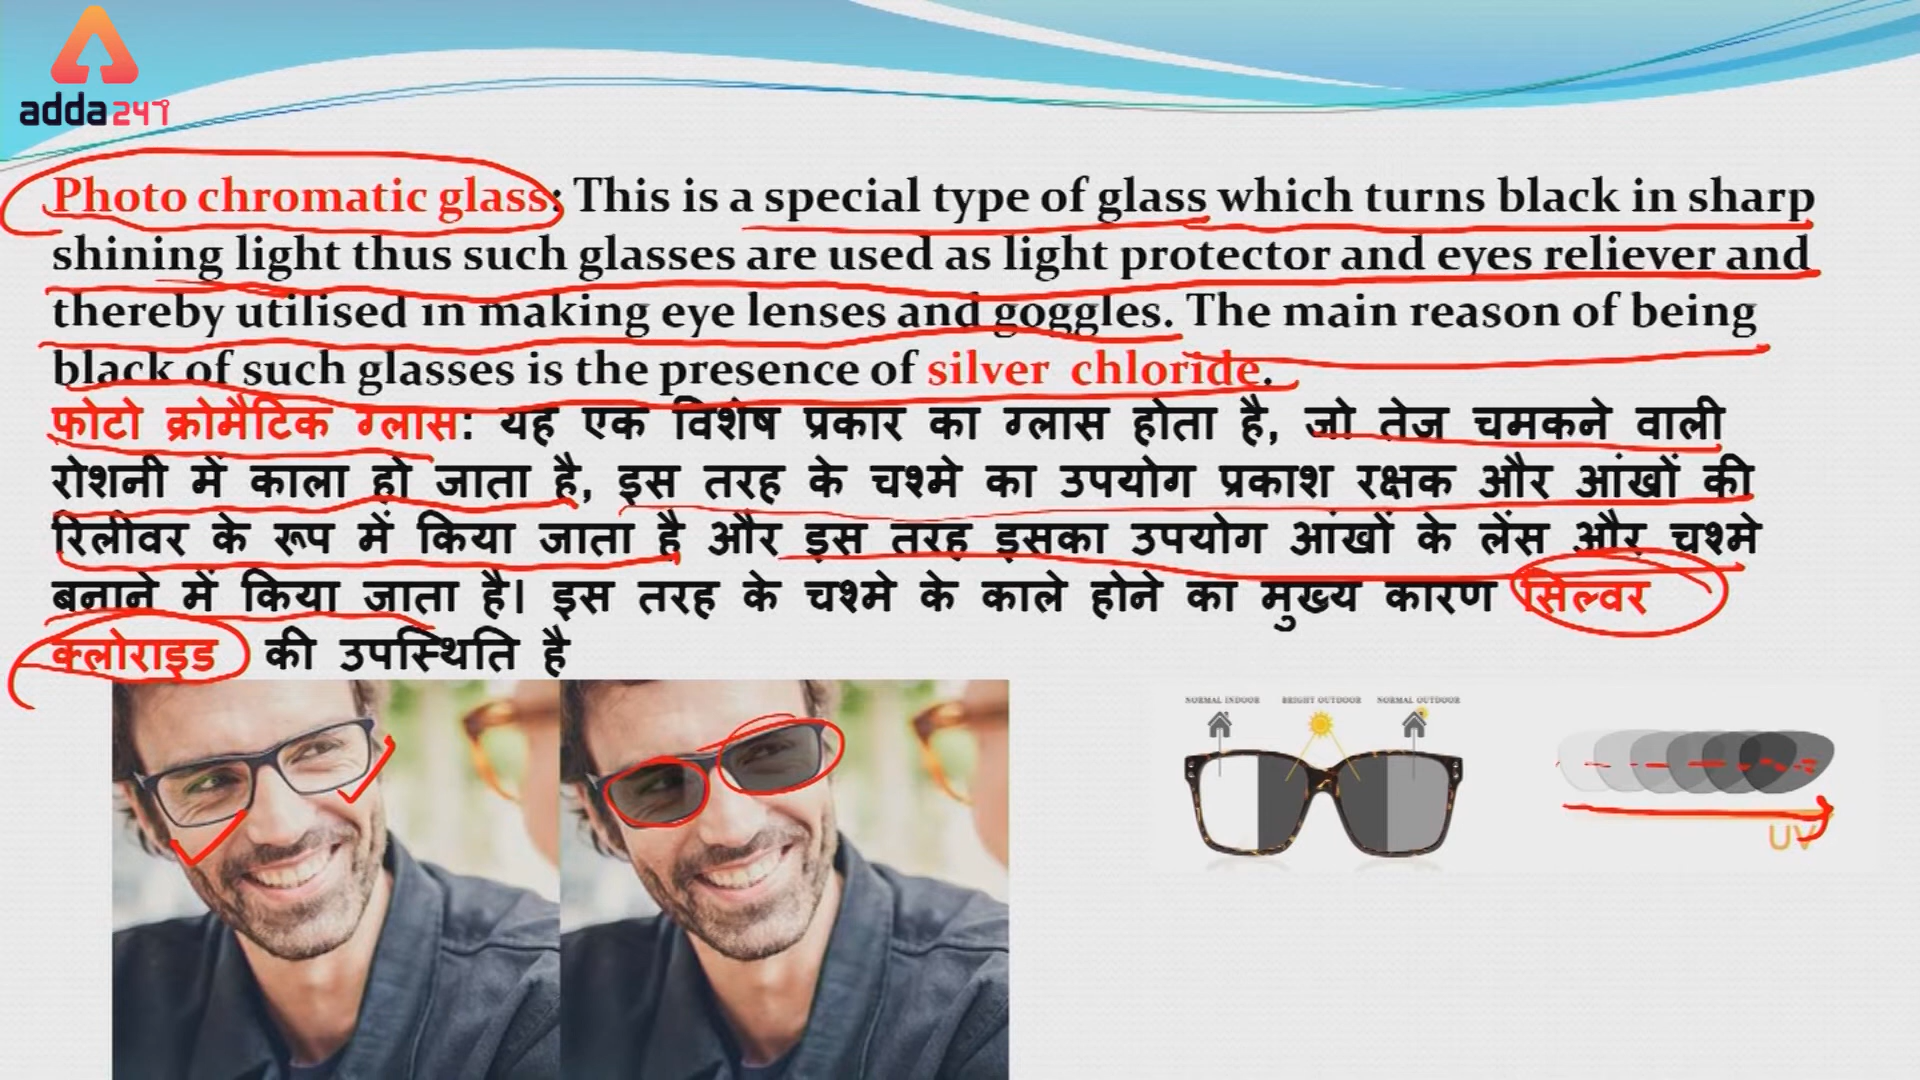 adda247
Photo chromatic glass: This is a special type of glass which turns black in sharp
shining light thus such glasses are used as light protector and eyes reliever and
thereby utilised in making eye lenses and goggles. The main reason of being
black of such glasses is the presence of silver chloride.
फोटो क्रोमैटिक ग्लास: यह एक विशेष प्रकार का ग्लास होता है, जो तेज चमकने वाली
रोशनी में काला हो जाता है, इस तरह के चश्मे का उपयोग प्रकाश रक्षक और आंखों की
रिलीवर के रूप में किया जाता है और इस तरह इसका उपयोग आंखों के लेंस और चश्मे
बनाने में किया जाता है। इस तरह के चश्मे के काले होने का मुख्य कारण सिल्वर
क्लोराइड की उपस्थिति है
NORMAL INDOOR BRIGHT OUTDOOR NORMAL OUTDOOR
UV